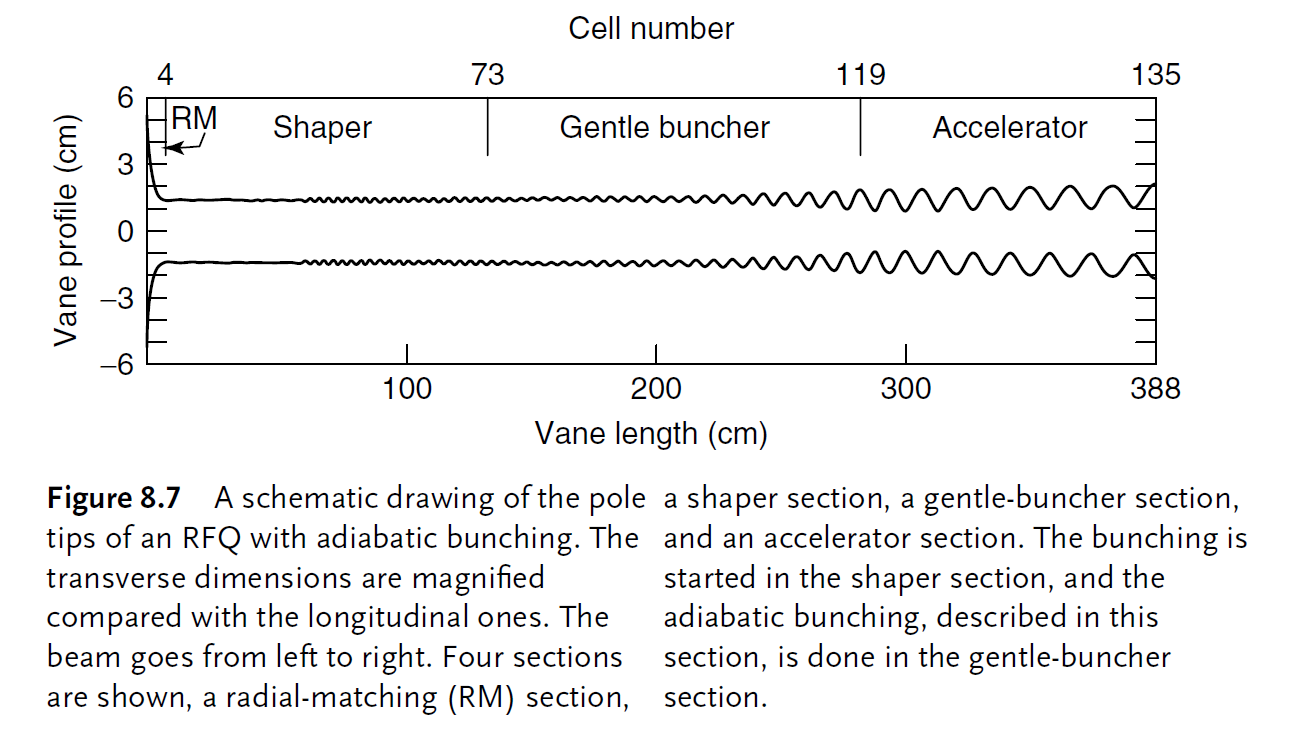 Cell number
4 73 119 135
6
RM Shaper Gentle buncher Accelerator
3
0
−3
−6
Vane profile (cm)
100 200 300 388
Vane length (cm)
Figure 8.7 A schematic drawing of the pole
tips of an RFQ with adiabatic bunching. The
transverse dimensions are magnified
compared with the longitudinal ones. The
beam goes from left to right. Four sections
are shown, a radial-matching (RM) section,
a shaper section, a gentle-buncher section,
and an accelerator section. The bunching is
started in the shaper section, and the
adiabatic bunching, described in this
section, is done in the gentle-buncher
section.